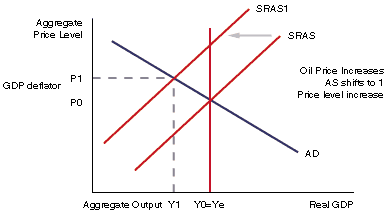 Aggregate
Price Level
SRAS1
SRAS
Oil Price Increases
AS shifts to 1
Price level increase
P1
GDP deflator
P0
AD
Aggregate Output Y1 Y0=Ye Real GDP